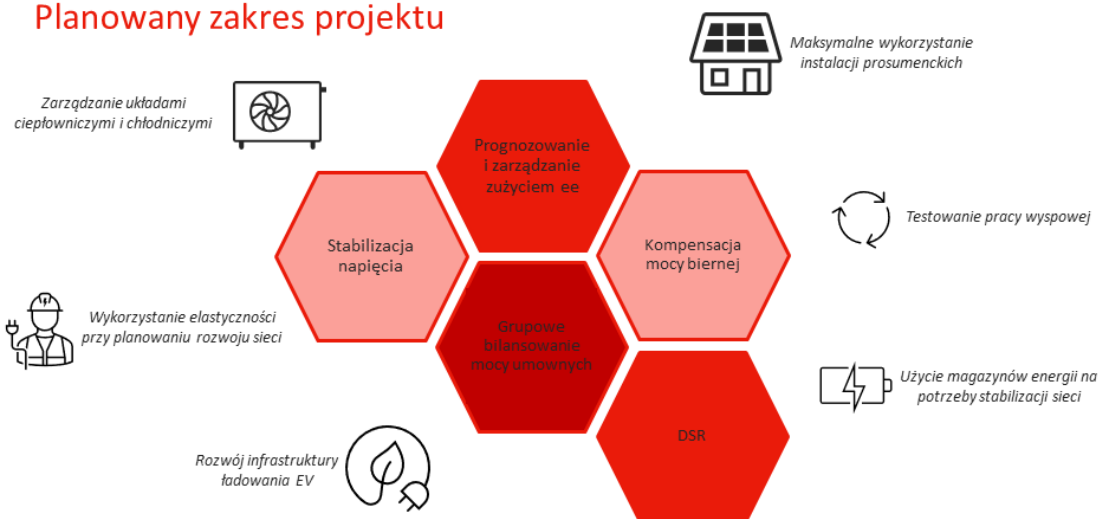 Planowany zakres projektu
Maksymalne wykorzystanie
instalacji prosumenckich
Zarządzanie układami
ciepłowniczymi i chłodniczymi
Prognozowanie
i zarządzanie
zużyciem ee
Stabilizacja
napięcia
Kompensacja
mocy biernej
Testowanie pracy wyspowej
Wykorzystanie elastyczności
przy planowaniu rozwoju sieci
Grupowe
bilansowanie
mocy umownych
Użycie magazynów energii na
potrzeby stabilizacji sieci
DSR
Rozwój infrastruktury
ładowania EV